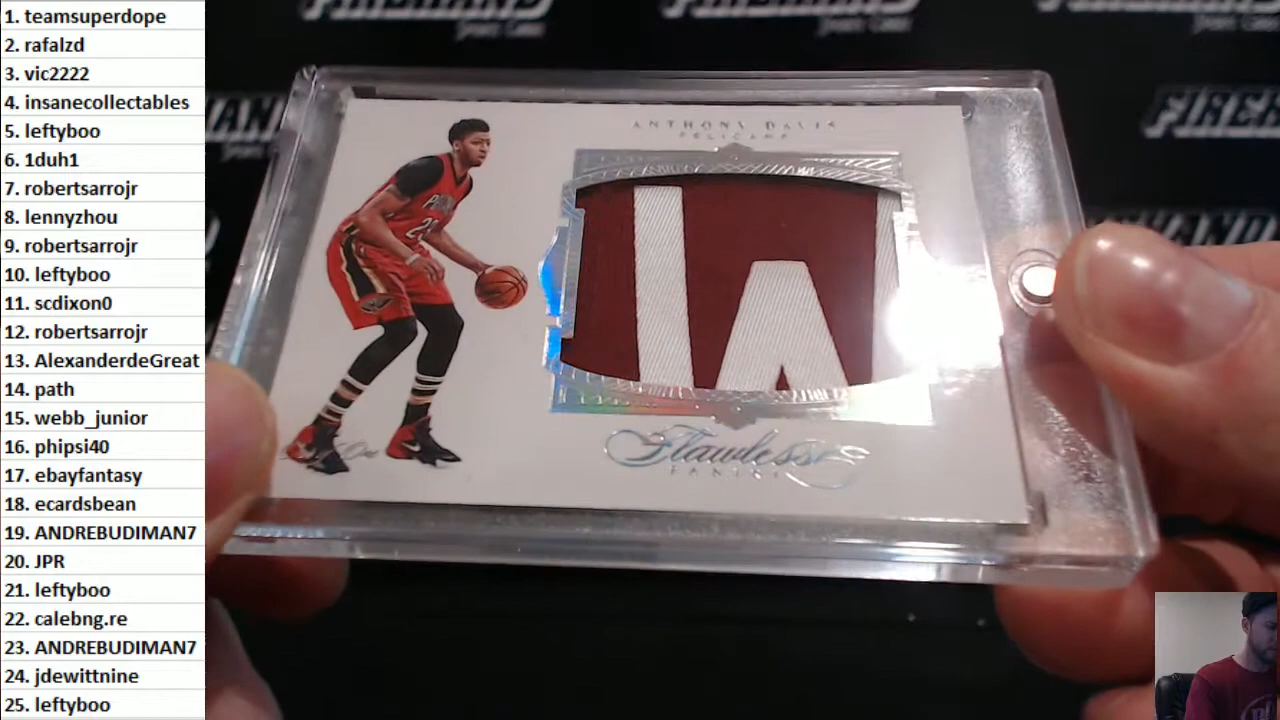 1. teamsuperdope
2. rafalzd
3. vic2222
4. insanecollectables
5. leftyboo
6. 1duh1
7. robertsarrojr
8. lennyzhou
9. robertsarrojr
10. leftyboo
11. scdixon0
12. robertsarrojr
13. AlexanderdeGreat
14. path
15. webb_junior
16. phipsi40
17. ebayfantasy
18. ecardsbean
19. ANDREBUDIMAN7
20. JPR
21. leftyboo
22. calebng.re
23. ANDREBUDIMAN7
24. jdewittnine
25. leftyboo
FIREHAND
ANTHONY DAVIS
PELICANS
Flawless
PANINI